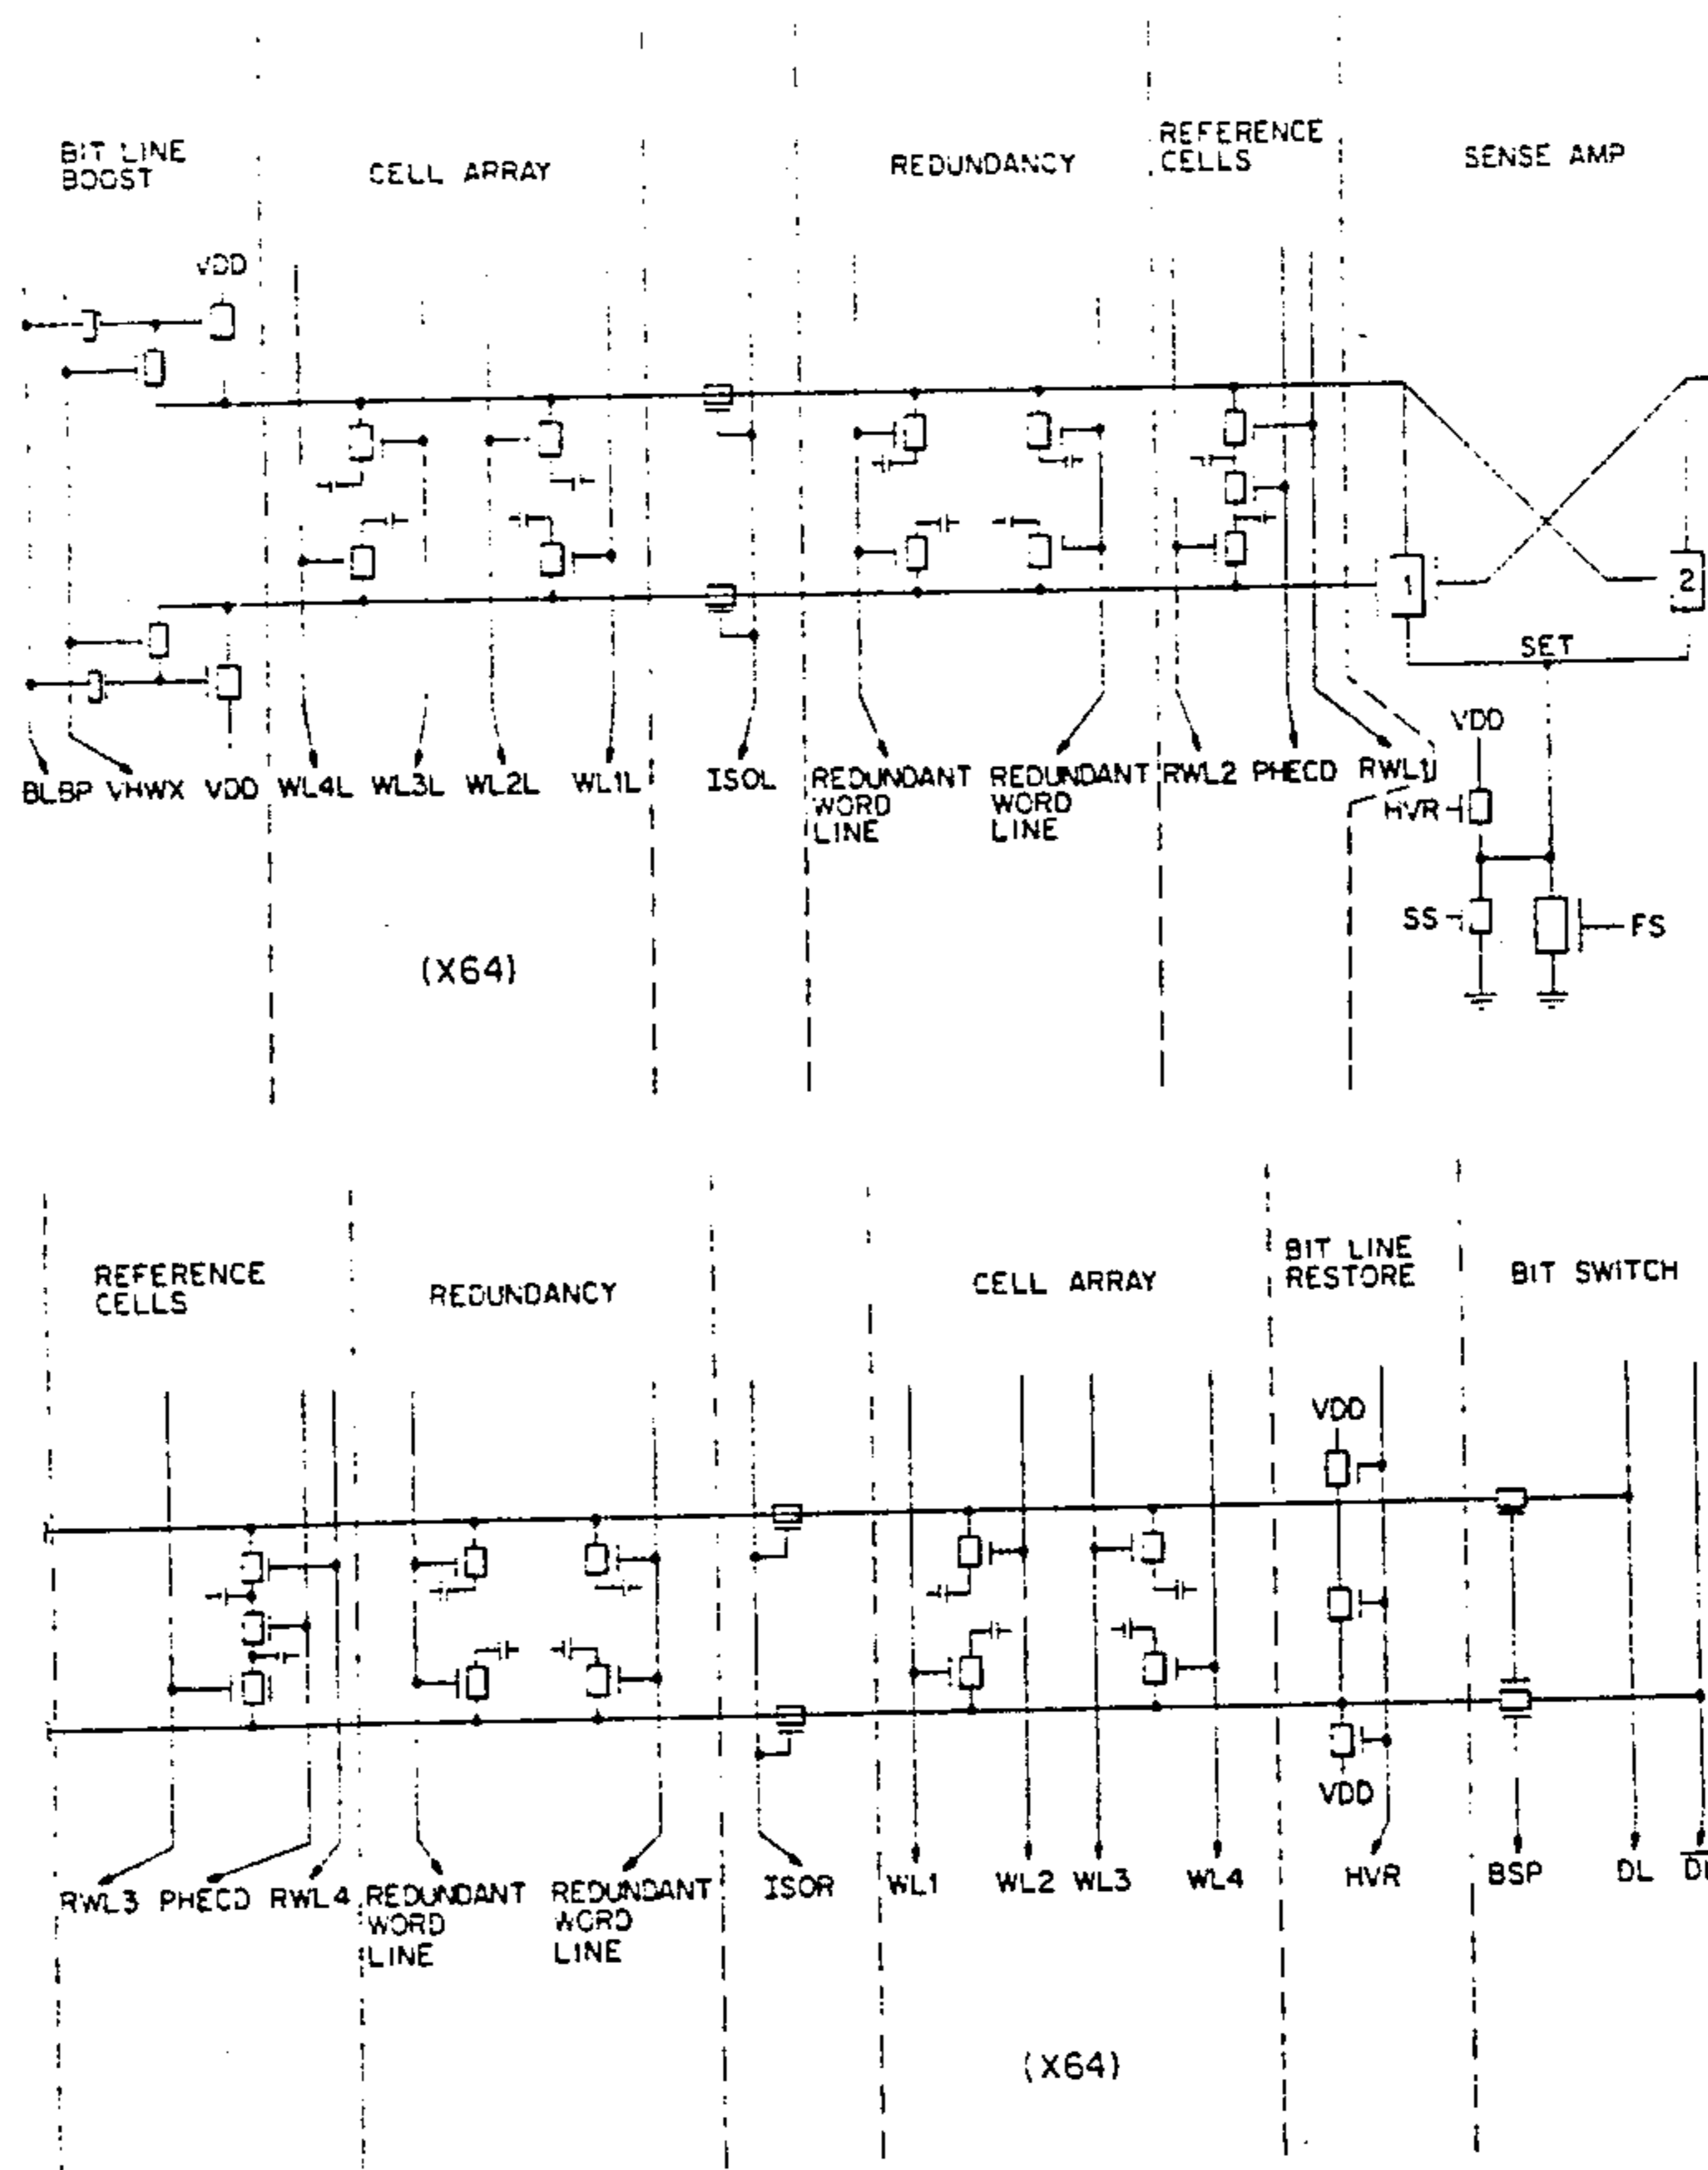 BIT LINE
BOOST
CELL ARRAY
REDUNDANCY
REFERENCE
CELLS
SENSE AMP
VDD
1
2
SET
BLBP VHWX VDD WL4L WL3L WL2L WL1L
ISOL
REDUNDANT
WORD
LINE
REDUNDANT
WORD
LINE
RWL2 PHECD RWL1
VDD
HVR
SS
FS
(X64)
REFERENCE
CELLS
REDUNDANCY
CELL ARRAY
BIT LINE
RESTORE
BIT SWITCH
VDD
VDD
RWL3 PHECD RWL4
REDUNDANT
WORD
LINE
REDUNDANT
WORD
LINE
ISOR
WL1 WL2 WL3 WL4
HVR
BSP
DL
(X64)